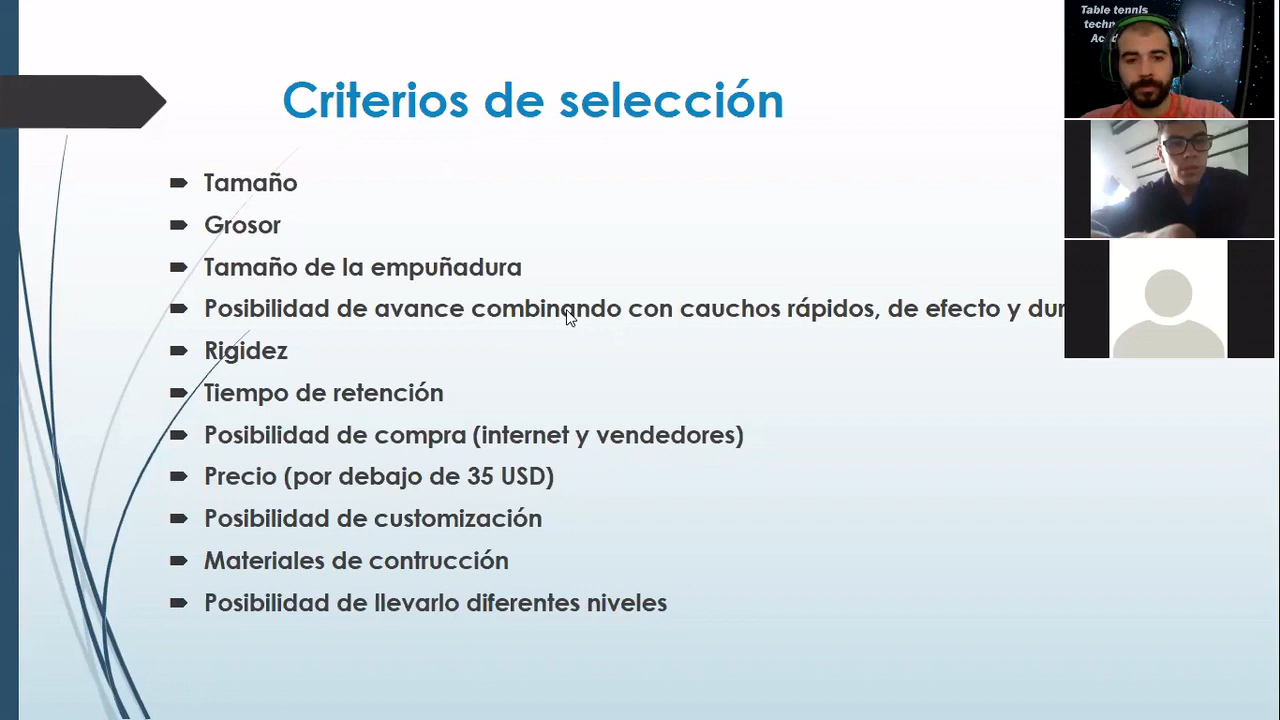 Criterios de selección
Tamaño
Grosor
Tamaño de la empuñadura
Posibilidad de avance combinando con cauchos rápidos, de efecto y
Rigidez
Tiempo de retención
Posibilidad de compra (internet y vendedores)
Precio (por debajo de 35 USD)
Posibilidad de customización
Materiales de contrucción
Posibilidad de llevarlo diferentes niveles
Table tennis